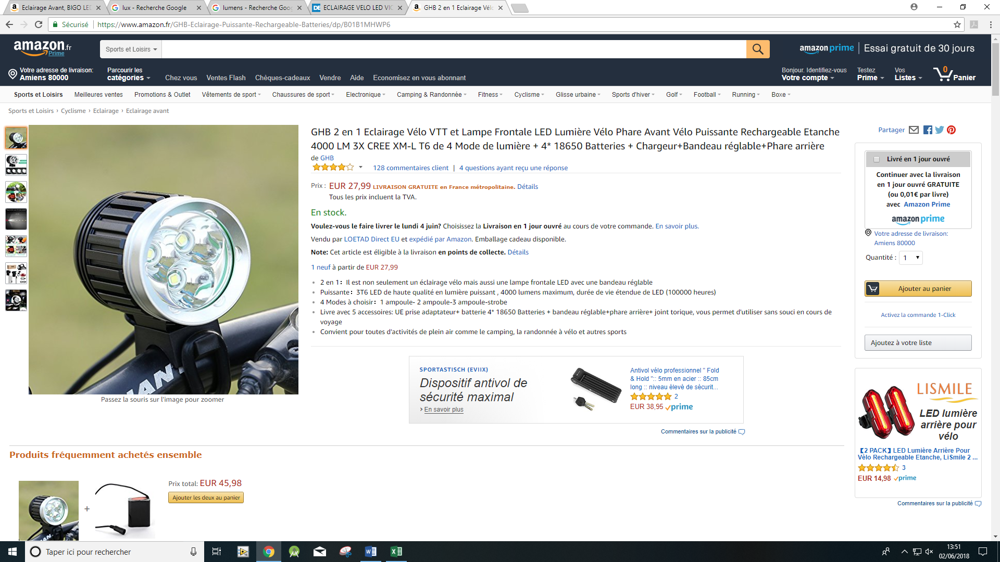 Eclairage Avant, BIGO LED
lux - Recherche Google
lumens - Recherche Goog
ECLAIRAGE VELO LED VIC
GHB 2 en 1 Eclairage Vélo
Sécurisé
https://www.amazon.fr/GHB-Eclairage-Puissante-Rechargeable-Batteries/dp/B01B1MHWP6
amazon.fr
Prime
Sports et Loisirs
amazon prime
Essai gratuit de 30 jours
Votre adresse de livraison:
Amiens 80000
Parcourir les
catégories
Chez vous
Ventes Flash
Chèques-cadeaux
Vendre
Aide
Economisez en vous abonnant
Bonjour. Identifiez-vous
Votre compte
Testez
Prime
Vos
Listes
0
Panier
Sports et Loisirs
Meilleures ventes
Promotions & Outlet
Vêtements de sport
Chaussures de sport
Electronique
Camping & Randonnée
Fitness
Cyclisme
Glisse urbaine
Sports d'hiver
Golf
Football
Running
Boxe
Sports et Loisirs › Cyclisme › Eclairage › Eclairage avant
GHB 2 en 1 Eclairage Vélo VTT et Lampe Frontale LED Lumière Vélo Phare Avant Vélo Puissante Rechargeable Etanche
4000 LM 3X CREE XM-L T6 de 4 Mode de lumière + 4* 18650 Batteries + Chargeur+Bandeau réglable+Phare arrière
de GHB
128 commentaires client | 4 questions ayant reçu une réponse
Prix : EUR 27,99 LIVRAISON GRATUITE en France métropolitaine. Détails
Tous les prix incluent la TVA.
En stock.
Voulez-vous le faire livrer le lundi 4 juin? Choisissez la Livraison en 1 jour ouvré au cours de votre commande. En savoir plus.
Vendu par LOETAD Direct EU et expédié par Amazon. Emballage cadeau disponible.
Note: Cet article est éligible à la livraison en points de collecte. Détails
1 neuf à partir de EUR 27,99
• 2 en 1：Il est non seulement un éclairage vélo mais aussi une lampe frontale LED avec une bandeau réglable
• Puissante：3T6 LED de haute qualité en lumière puissant , 4000 lumens maximum, durée de vie étendue de LED (100000 heures)
• 4 Modes à choisir：1 ampoule- 2 ampoule-3 ampoule-strobe
• Livre avec 5 accessoires: UE prise adaptateur+ batterie 4* 18650 Batteries + bandeau réglable+phare arrière+ joint torique, vous permet d'utiliser sans souci en cours de
voyage
• Convient pour toutes d'activités de plein air comme le camping, la randonnée à vélo et autres sports
Passez la souris sur l'image pour zoomer
SPORTASTISCH (EVIIX)
Dispositif antivol de
sécurité maximal
› En savoir plus
Antivol vélo professionnel " Fold
& Hold ":: 5mm en acier :: 85cm
long :: niveau élevé de sécurit...
2
EUR 38,95 prime
Commentaires sur la publicité
Partager
Livré en 1 jour ouvré
Continuer avec la livraison
en 1 jour ouvré GRATUITE
(ou 0,01€ par livre)
avec Amazon Prime
amazon prime
Votre adresse de livraison:
Amiens 80000
Quantité : 1
Ajouter au panier
Activez la commande 1-Click
Ajoutez à votre liste
LISMILE
LED lumière
arrière pour
vélo
【2 PACK】LED Lumière Arrière Pour
Vélo Rechargeable Etanche, LiSmile 2 ...
3
EUR 14,98 prime
Commentaires sur la publicité
Produits fréquemment achetés ensemble
+
Prix total: EUR 45,98
Ajouter les deux au panier
Taper ici pour rechercher
13:51
02/06/2018